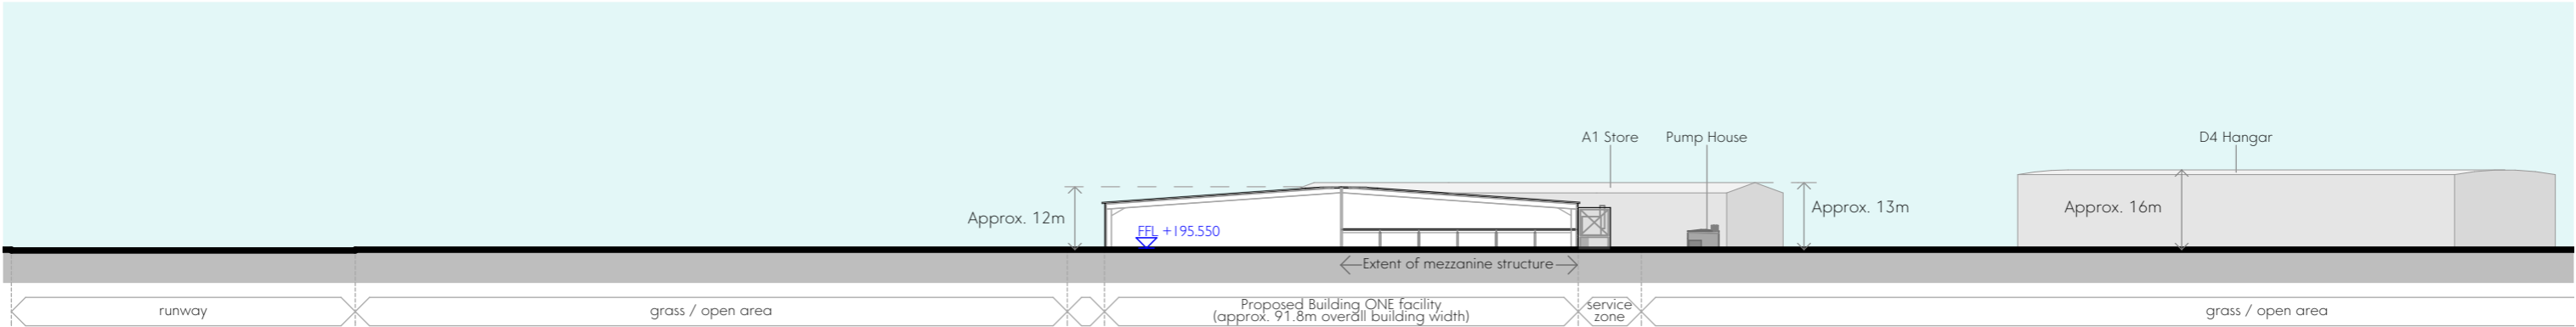 A1 Store
Pump House
D4 Hangar
Approx. 12m
Approx. 13m
Approx. 16m
FFL +195.550
Extent of mezzanine structure
runway
grass / open area
Proposed Building ONE facility
(approx. 91.8m overall building width)
service
zone
grass / open area